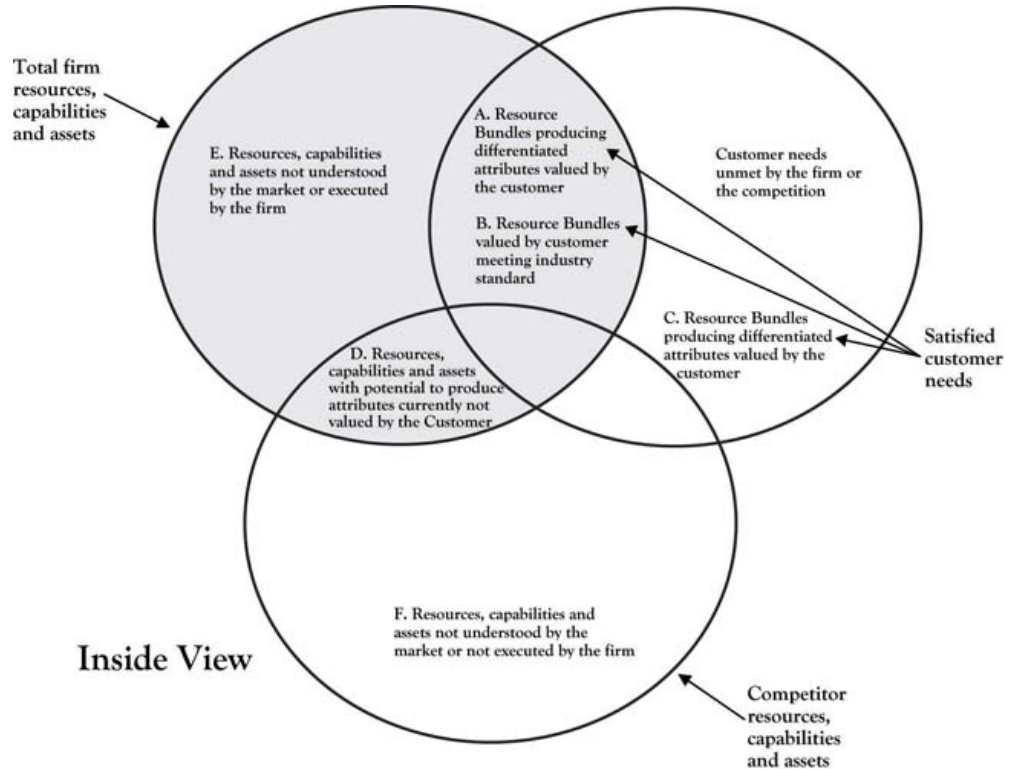 Total firm
resources,
capabilities
and assets
E. Resources, capabilities
and assets not understood
by the market or executed
by the firm
A. Resource
Bundles producing
differentiated
attributes valued by
the customer
B. Resource Bundles
valued by customer
meeting industry
standard
Customer needs
unmet by the firm or
the competition
C. Resource Bundles
producing differentiated
attributes valued by the
customer
Satisfied
customer
needs
D. Resources,
capabilities and assets
with potential to produce
attributes currently not
valued by the Customer
F. Resources, capabilities and
assets not understood by the
market or not executed by the firm
Inside View
Competitor
resources,
capabilities
and assets